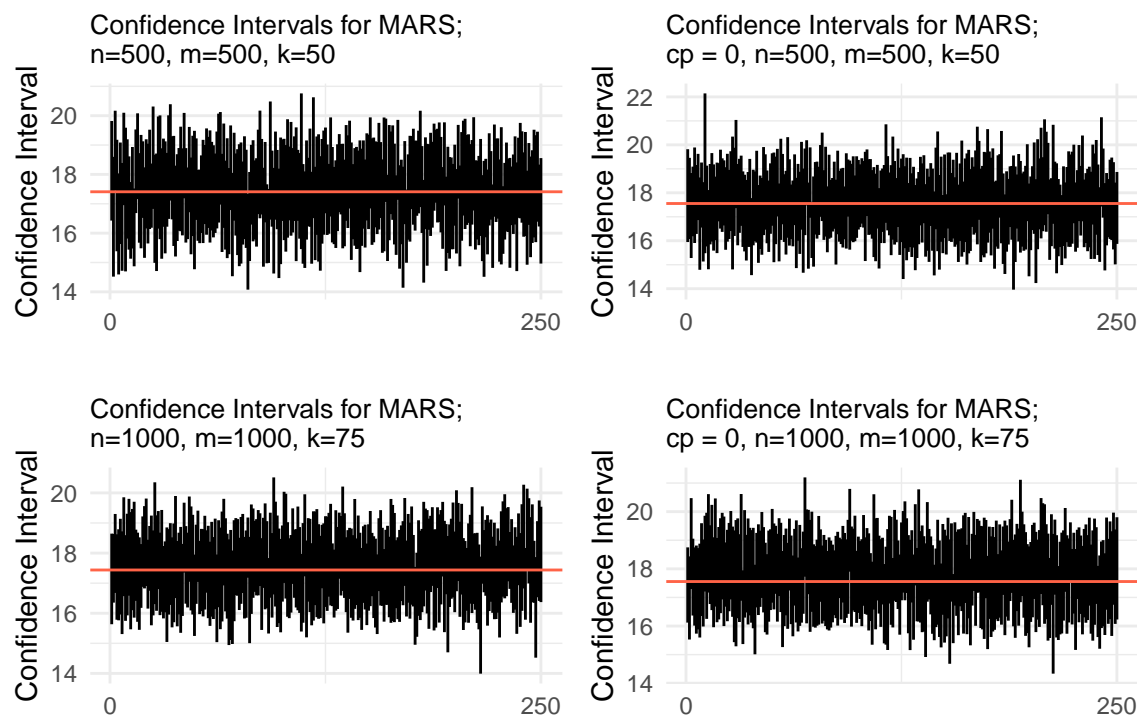 Confidence Intervals for MARS;
n=500, m=500, k=50
Confidence Interval
20
18
16
14
0
250
Confidence Intervals for MARS;
cp = 0, n=500, m=500, k=50
Confidence Interval
22
20
18
16
14
0
250
Confidence Intervals for MARS;
n=1000, m=1000, k=75
Confidence Interval
20
18
16
14
0
250
Confidence Intervals for MARS;
cp = 0, n=1000, m=1000, k=75
Confidence Interval
20
18
16
14
0
250